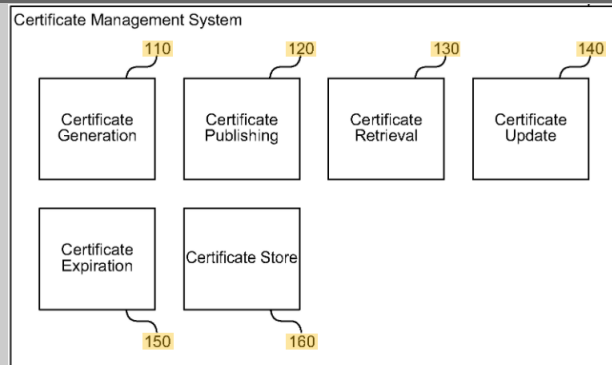 Certificate Management System
110
120
130
140
Certificate
Generation
Certificate
Publishing
Certificate
Retrieval
Certificate
Update
Certificate
Expiration
Certificate Store
150
160